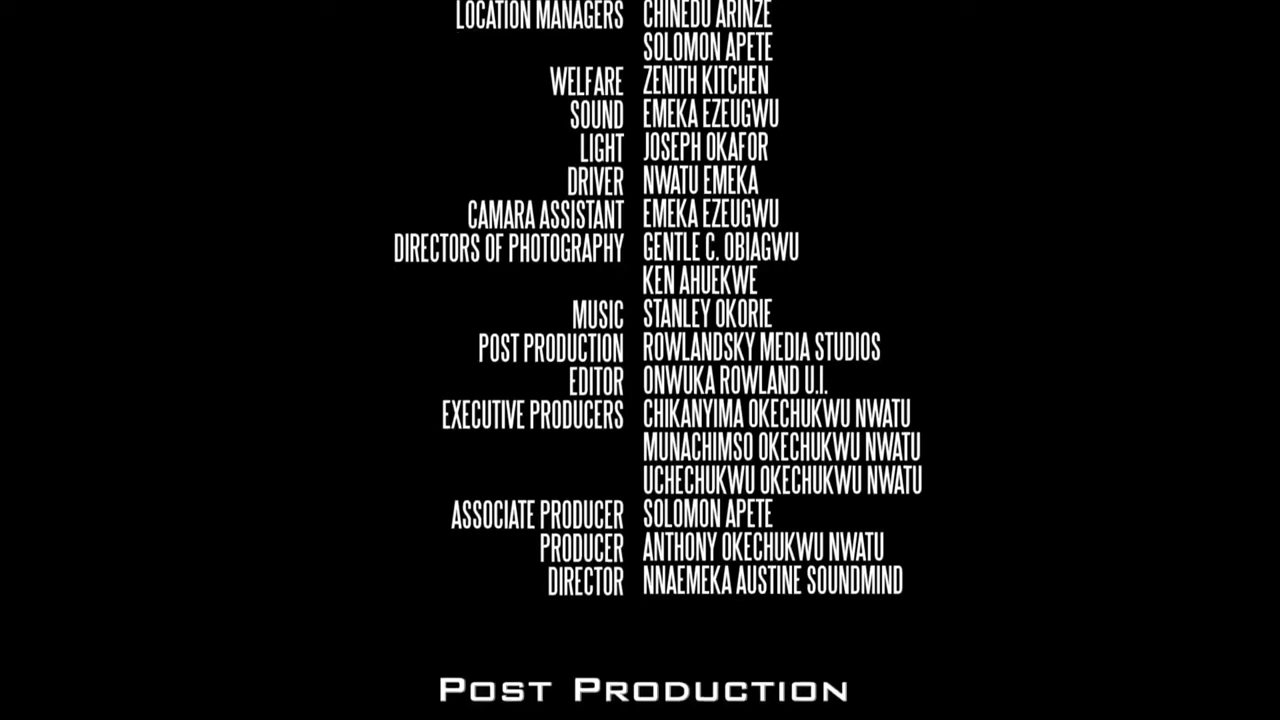 LOCATION MANAGERS CHINEDU ARINZE
SOLOMON APETE
WELFARE ZENITH KITCHEN
SOUND EMEKA EZEUGWU
LIGHT JOSEPH OKAFOR
DRIVER NWATU EMEKA
CAMARA ASSISTANT EMEKA EZEUGWU
DIRECTORS OF PHOTOGRAPHY GENTLE C. OBIAGWU
KEN AHUEKWE
MUSIC STANLEY OKORIE
POST PRODUCTION ROWLANDSKY MEDIA STUDIOS
EDITOR ONWUKA ROWLAND U.I.
EXECUTIVE PRODUCERS CHIKANYIMA OKECHUKWU NWATU
MUNACHIMSO OKECHUKWU NWATU
UCHECHUKWU OKECHUKWU NWATU
ASSOCIATE PRODUCER SOLOMON APETE
PRODUCER ANTHONY OKECHUKWU NWATU
DIRECTOR NNAEMEKA AUSTINE SOUNDMIND
POST PRODUCTION